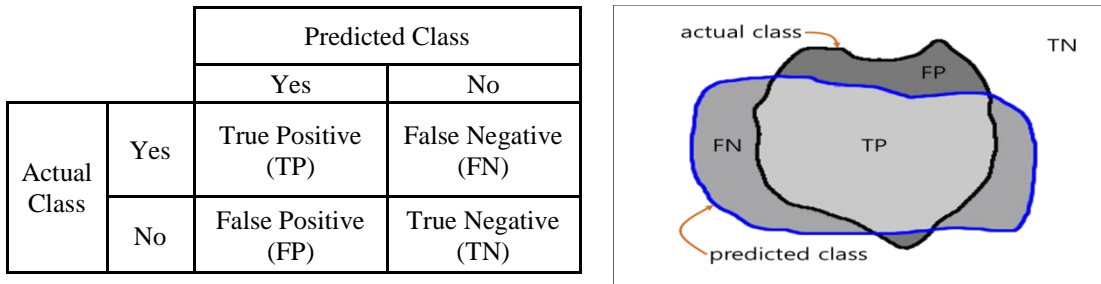 Predicted Class
Yes No
Actual Class
Yes
True Positive (TP)
False Negative (FN)
No
False Positive (FP)
True Negative (TN)
actual class
TN
FP
FN
TP
predicted class